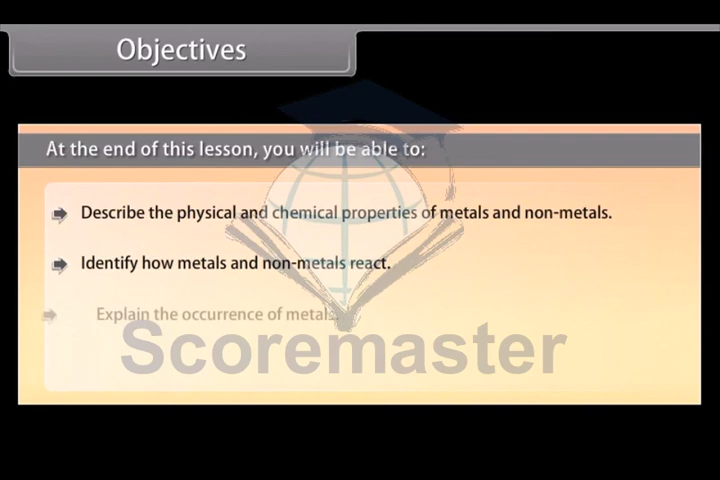 Objectives
At the end of this lesson, you will be able to:
Describe the physical and chemical properties of metals and non-metals.
Identify how metals and non-metals react.
Explain the occurrence of metals.
Scoremaster